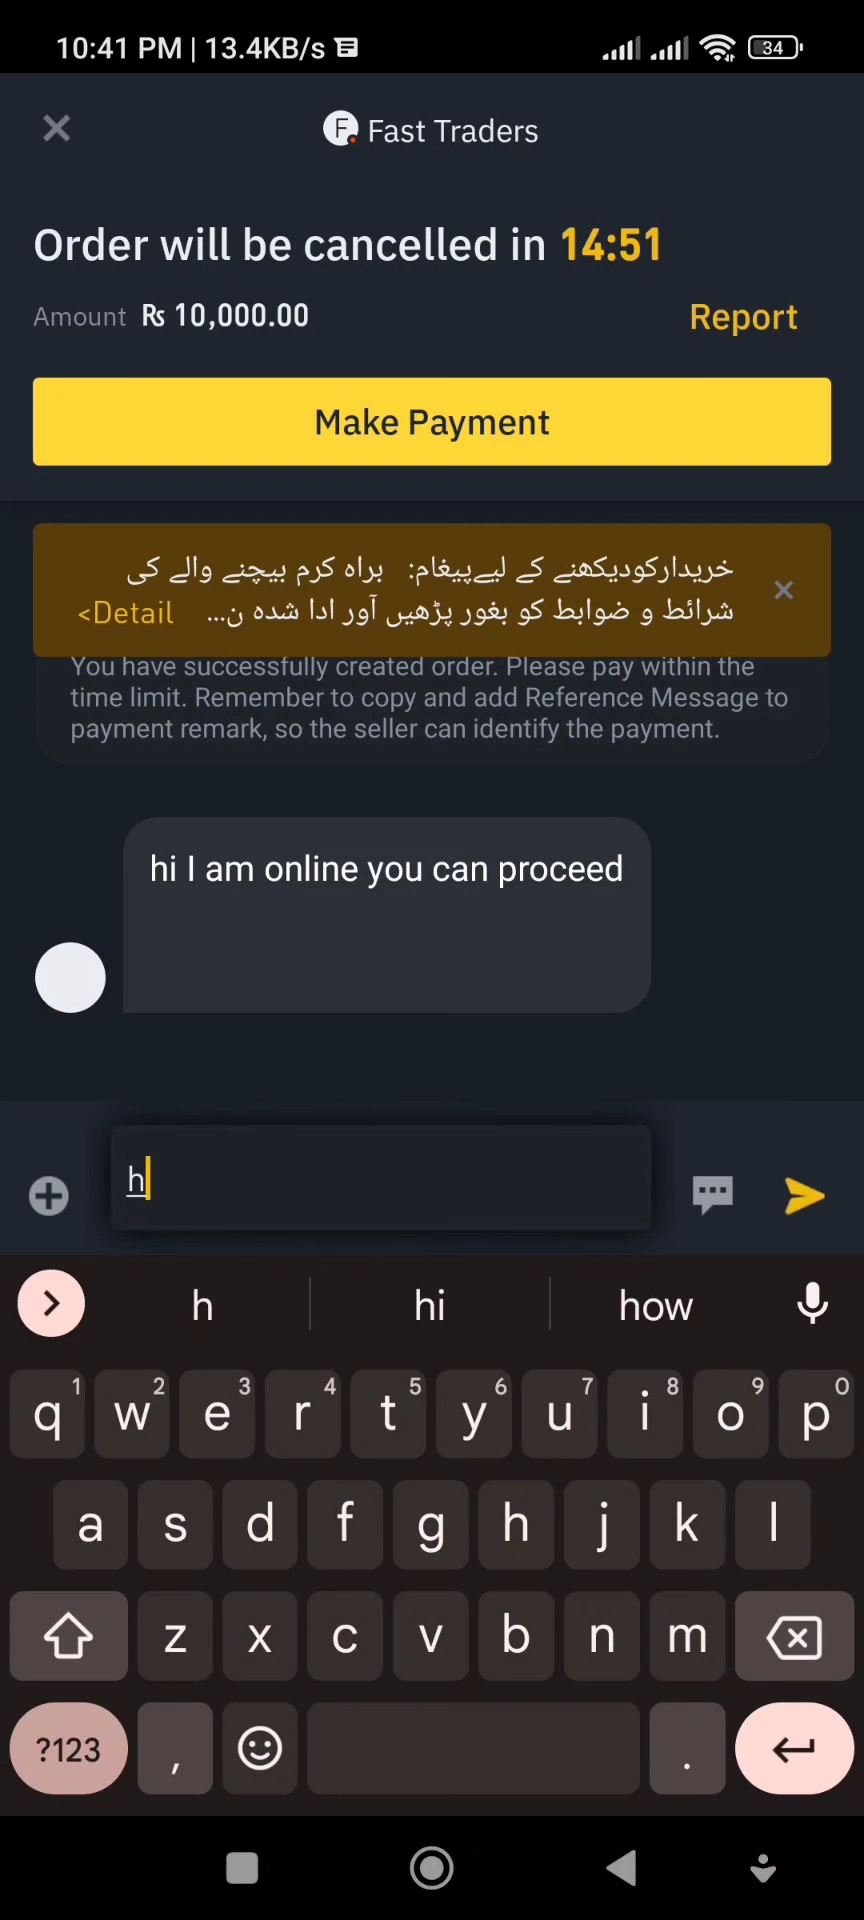 10:41 PM | 13.4KB/s
34
F Fast Traders
Order will be cancelled in 14:51
Amount ₨ 10,000.00
Report
Make Payment
خریدارکودیکھنے کے لیےپیغام: براہ کرم بیچنے والے کی
شرائط و ضوابط کو بغور پڑھیں آور ادا شدہ ن... Detail>
You have successfully created order. Please pay within the
time limit. Remember to copy and add Reference Message to
payment remark, so the seller can identify the payment.
hi I am online you can proceed
h
h hi how
q 1 w 2 e 3 r 4 t 5 y 6 u 7 i 8 o 9 p 0
a s d f g h j k l
z x c v b n m
?123 , .